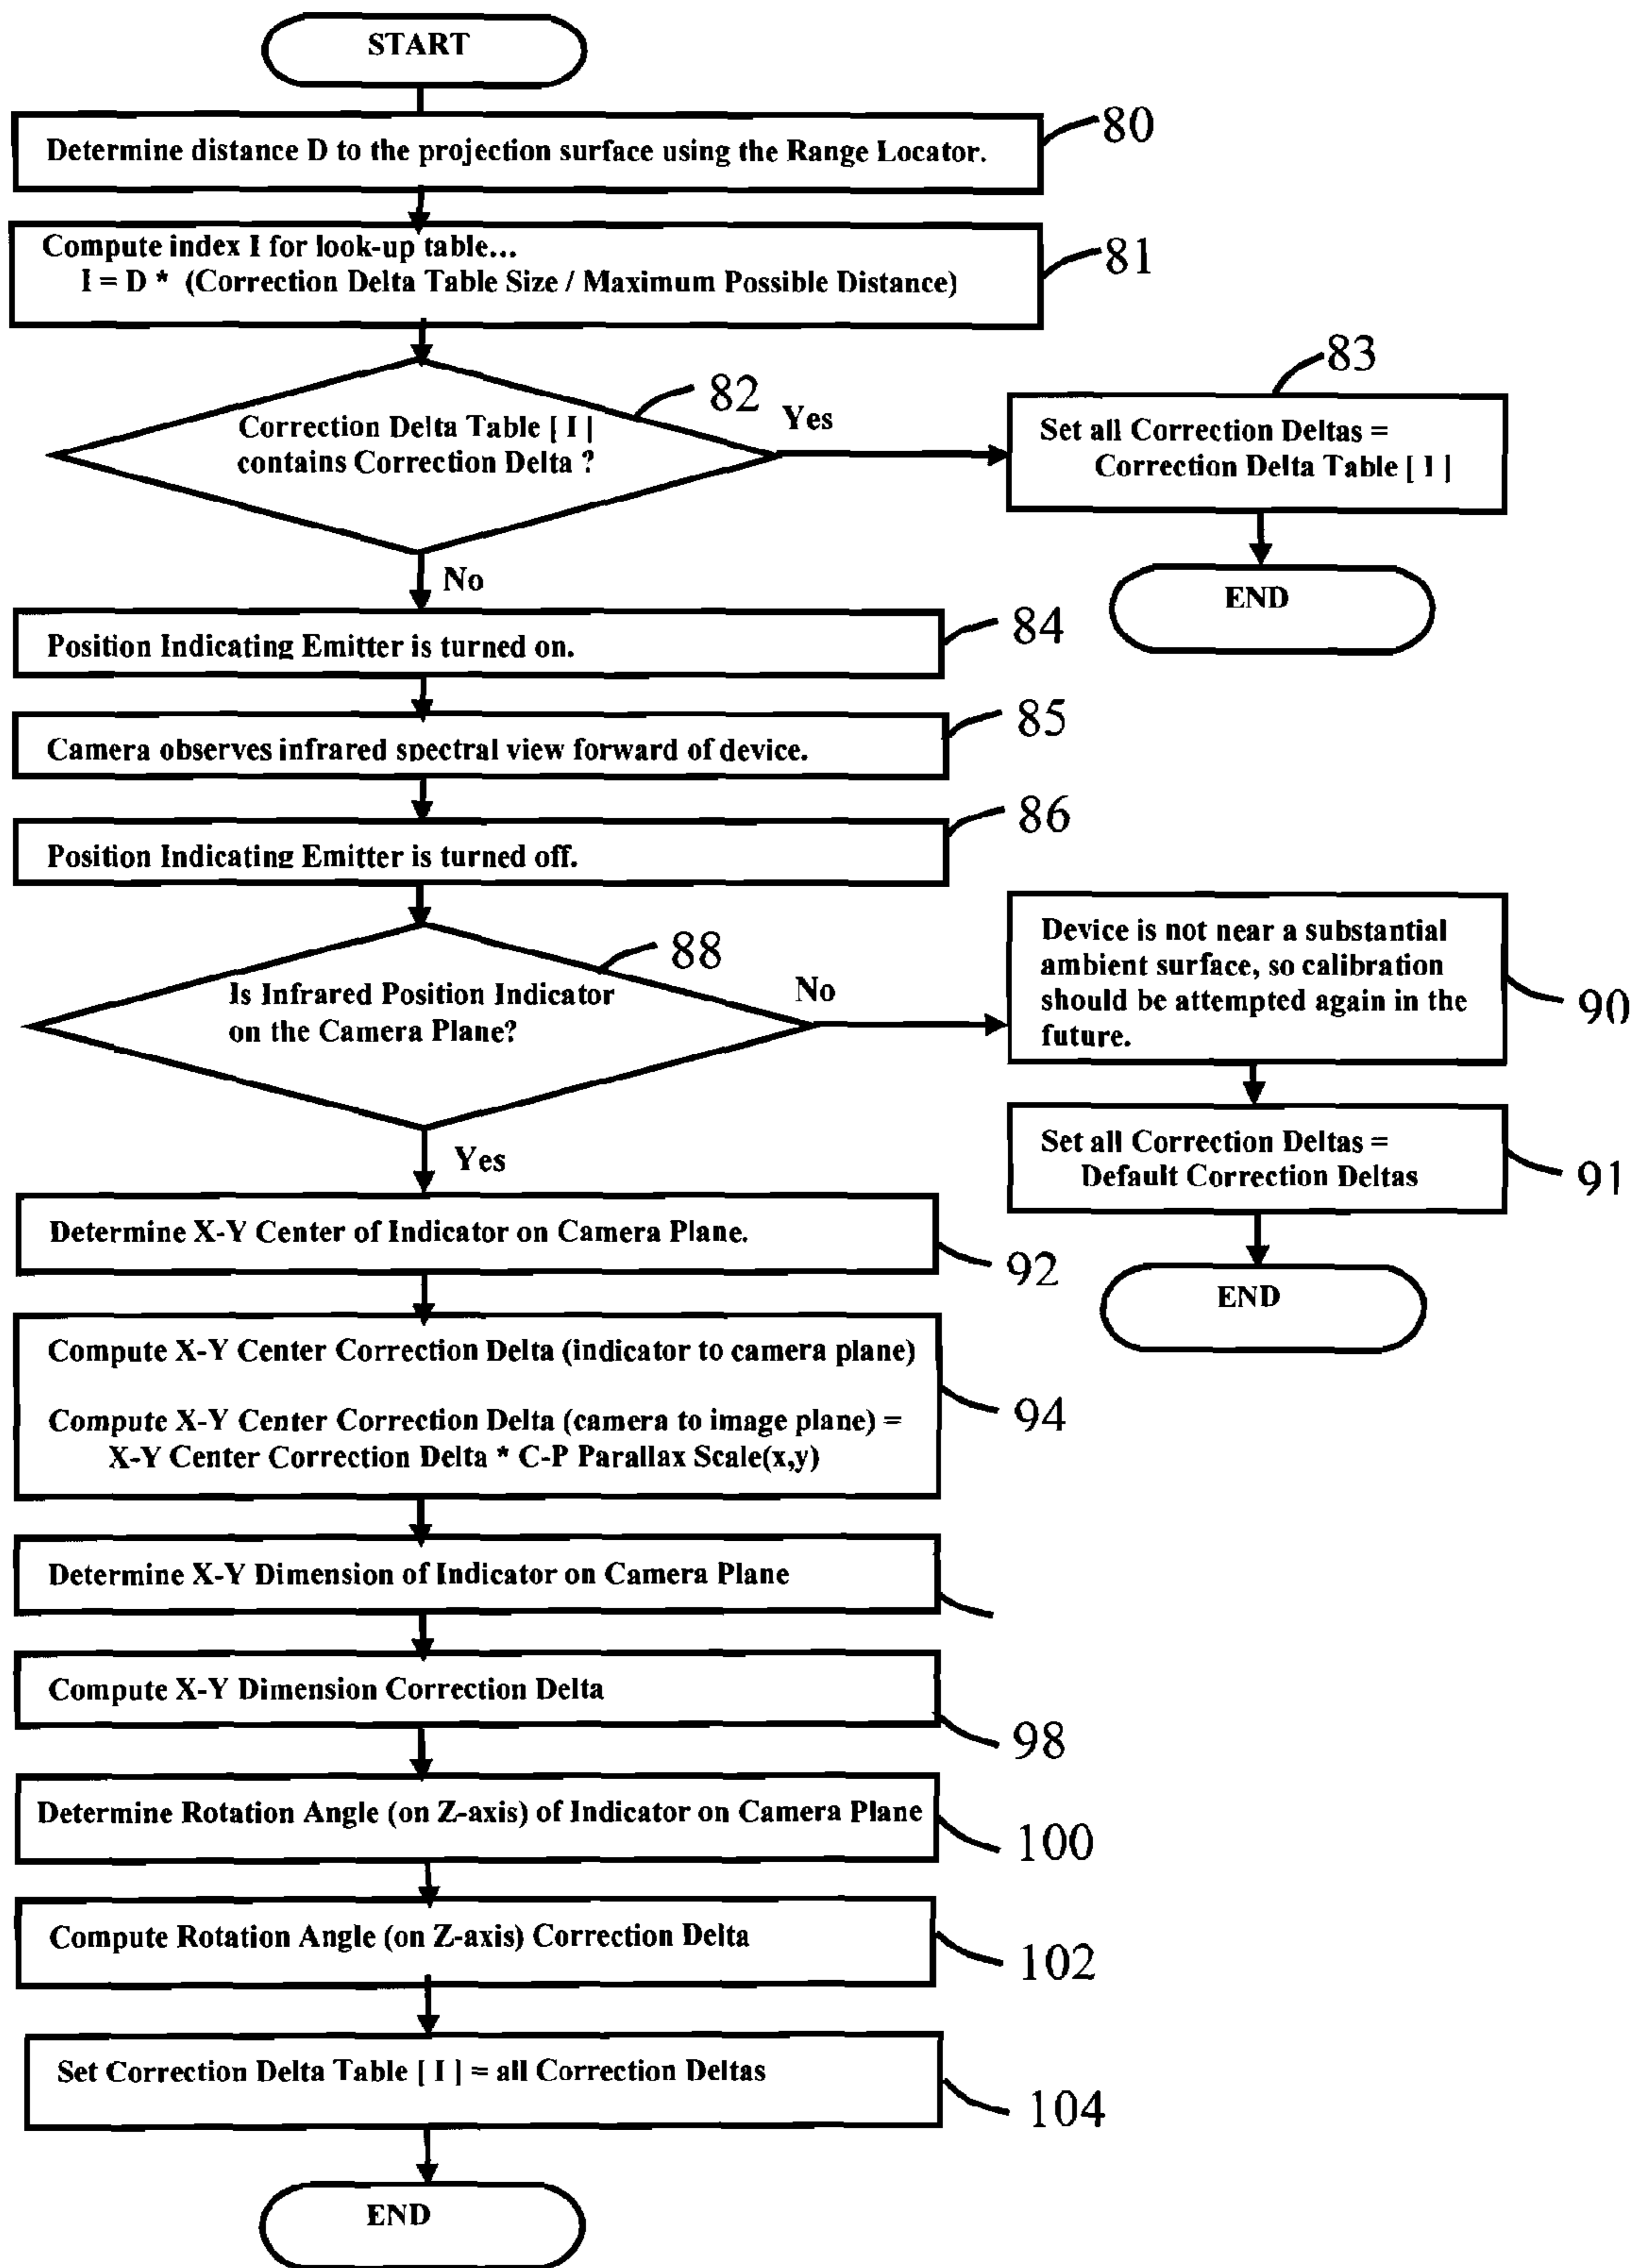 START
Determine distance D to the projection surface using the Range Locator.
80
Compute index I for look-up table...
I = D * (Correction Delta Table Size / Maximum Possible Distance)
81
Correction Delta Table [ I ]
contains Correction Delta ?
82
Yes
83
Set all Correction Deltas =
Correction Delta Table [ I ]
END
No
Position Indicating Emitter is turned on.
84
Camera observes infrared spectral view forward of device.
85
Position Indicating Emitter is turned off.
86
Is Infrared Position Indicator
on the Camera Plane?
88
No
Device is not near a substantial
ambient surface, so calibration
should be attempted again in the
future.
90
Set all Correction Deltas =
Default Correction Deltas
91
END
Yes
Determine X-Y Center of Indicator on Camera Plane.
92
Compute X-Y Center Correction Delta (indicator to camera plane)
Compute X-Y Center Correction Delta (camera to image plane) =
X-Y Center Correction Delta * C-P Parallax Scale(x,y)
94
Determine X-Y Dimension of Indicator on Camera Plane
Compute X-Y Dimension Correction Delta
98
Determine Rotation Angle (on Z-axis) of Indicator on Camera Plane
100
Compute Rotation Angle (on Z-axis) Correction Delta
102
Set Correction Delta Table [ I ] = all Correction Deltas
104
END